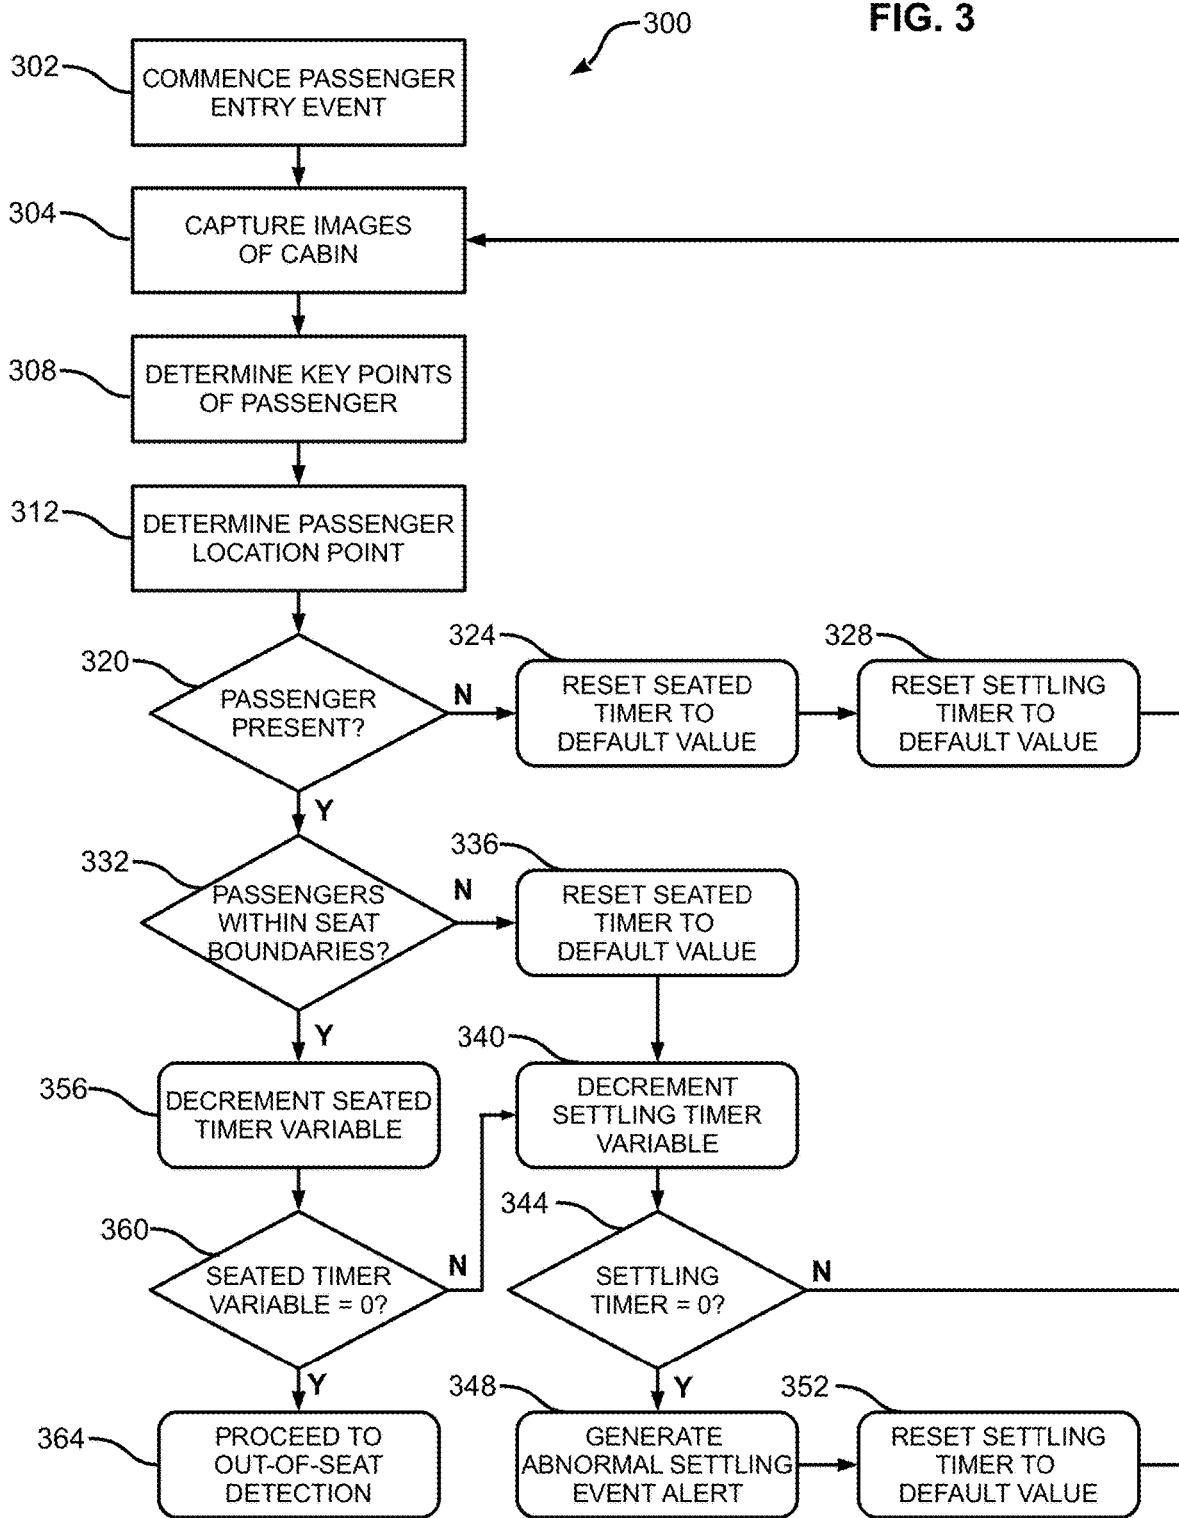 FIG. 3
300
302
COMMENCE PASSENGER
ENTRY EVENT
304
CAPTURE IMAGES
OF CABIN
308
DETERMINE KEY POINTS
OF PASSENGER
312
DETERMINE PASSENGER
LOCATION POINT
320
PASSENGER
PRESENT?
N
Y
324
RESET SEATED
TIMER TO
DEFAULT VALUE
328
RESET SETTLING
TIMER TO
DEFAULT VALUE
332
PASSENGERS
WITHIN SEAT
BOUNDARIES?
N
Y
336
RESET SEATED
TIMER TO
DEFAULT VALUE
356
DECREMENT SEATED
TIMER VARIABLE
340
DECREMENT
SETTLING TIMER
VARIABLE
360
SEATED TIMER
VARIABLE = 0?
N
Y
344
SETTLING
TIMER = 0?
N
Y
364
PROCEED TO
OUT-OF-SEAT
DETECTION
348
GENERATE
ABNORMAL SETTLING
EVENT ALERT
352
RESET SETTLING
TIMER TO
DEFAULT VALUE